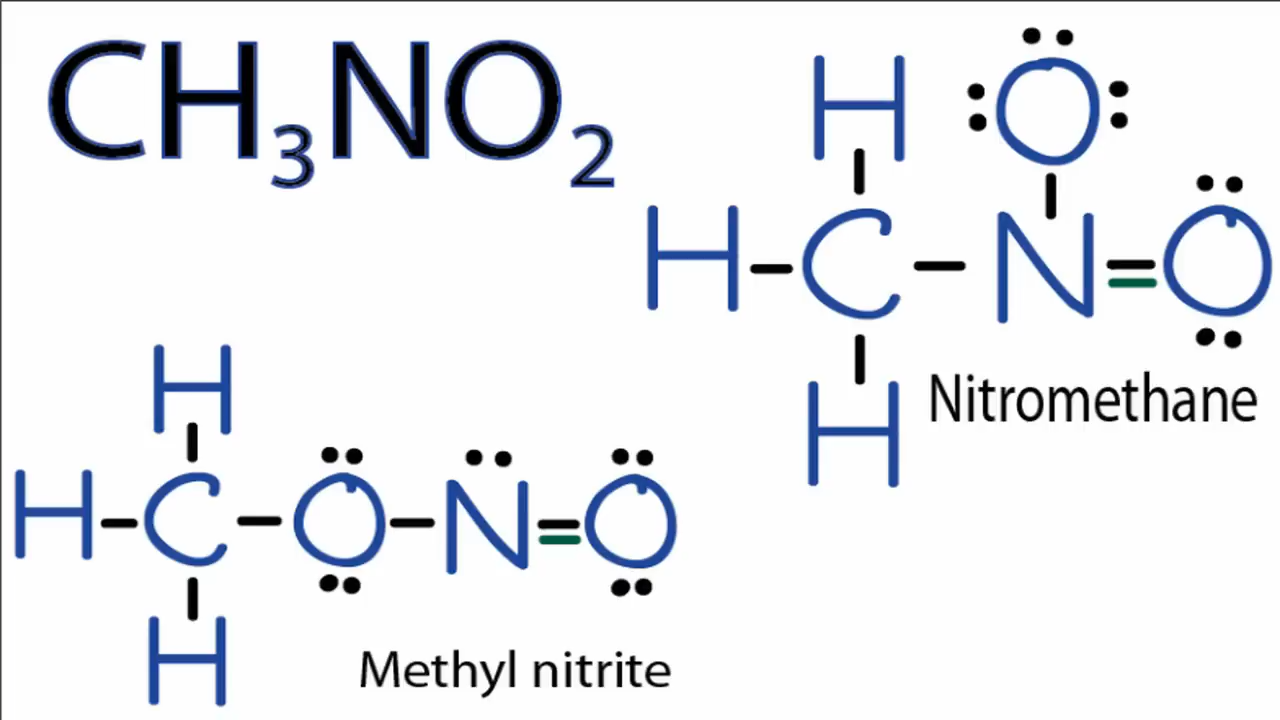 CH₃NO₂
H O
H C N O
H
Nitromethane
H
H C O N O
H
Methyl nitrite